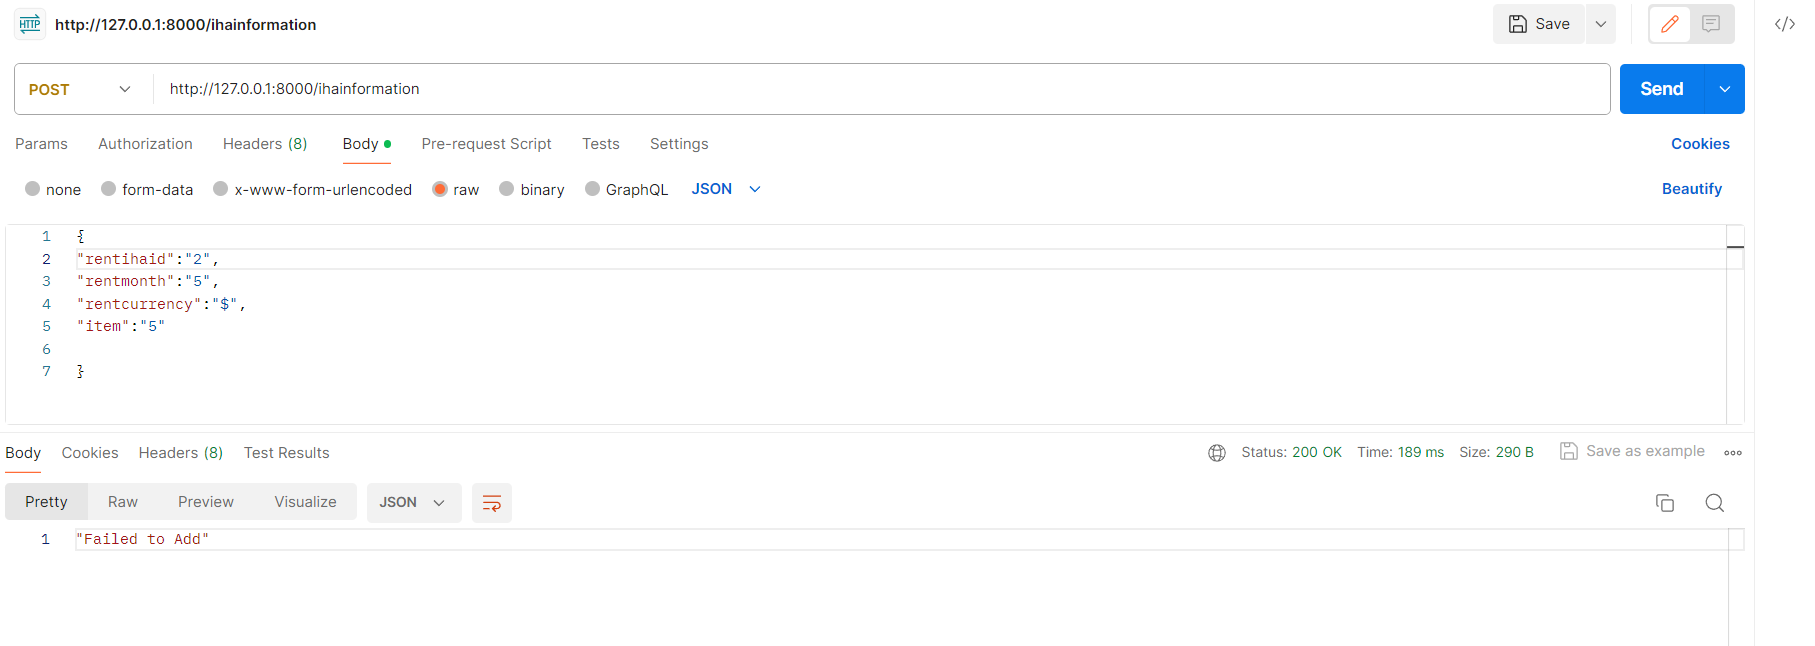 HTTP http://127.0.0.1:8000/ihainformation Save
POST http://127.0.0.1:8000/ihainformation Send
Params Authorization Headers (8) Body Pre-request Script Tests Settings Cookies
none form-data x-www-form-urlencoded raw binary GraphQL JSON Beautify
1 {
2 "rentihaid":"2",
3 "rentmonth":"5",
4 "rentcurrency":"$",
5 "item":"5"
6
7 }
Body Cookies Headers (8) Test Results Status: 200 OK Time: 189 ms Size: 290 B Save as example
Pretty Raw Preview Visualize JSON
1 "Failed to Add"